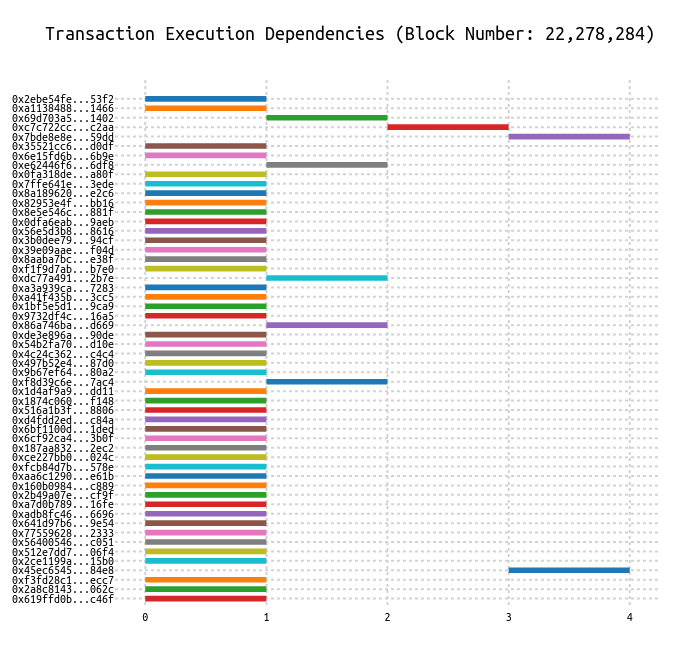 Transaction Execution Dependencies (Block Number: 22,278,284)
0x2ebe54fe...53f2
0xa1138488...1466
0x69d703a5...1402
0xc7c722cc...c2aa
0x7bde8e8e...59dd
0x35521cc6...d0df
0x6e15fd6b...6b9e
0xe62446f6...6df8
0x0fa318de...a80f
0x7ffe641e...3ede
0x8a189620...e2c6
0x82953e4f...bb16
0x8e5e546c...881f
0x0dfa6eab...9aeb
0x56e5d3b8...8616
0x3b0dee79...94cf
0x39e09aae...f04d
0x8aaba7bc...e38f
0xf1f9d7ab...b7e0
0xdc77a491...2b7e
0xa3a939ca...7283
0xa41f435b...3cc5
0x1bf5e5d1...9ca9
0x9732df4c...16a5
0x86a746ba...d669
0xde3e896a...90de
0x54b2fa70...d10e
0x4c24c362...c4c4
0x497b52e4...87d0
0x9b67ef64...80a2
0xf8d39c6e...7ac4
0x1d4af9a9...dd11
0x1874c060...f148
0x516a1b3f...8806
0xd4fdd2ed...c84a
0x6bf1100d...1ded
0x6cf92ca4...3b0f
0x187aa832...2ec2
0xce227bb0...024c
0xfcb84d7b...578e
0xaa6c1290...e61b
0x160b0984...c889
0x2b49a07e...cf9f
0xa7d0b789...16fe
0xadb8fc46...6696
0x641d97b6...9e54
0x77559628...2333
0x56400546...c051
0x512e7dd7...06f4
0x2ce1199a...15b0
0x45ec6545...84e8
0xf3fd28c1...ecc7
0x2a8c8143...062c
0x619ffd0b...c46f
0 1 2 3 4